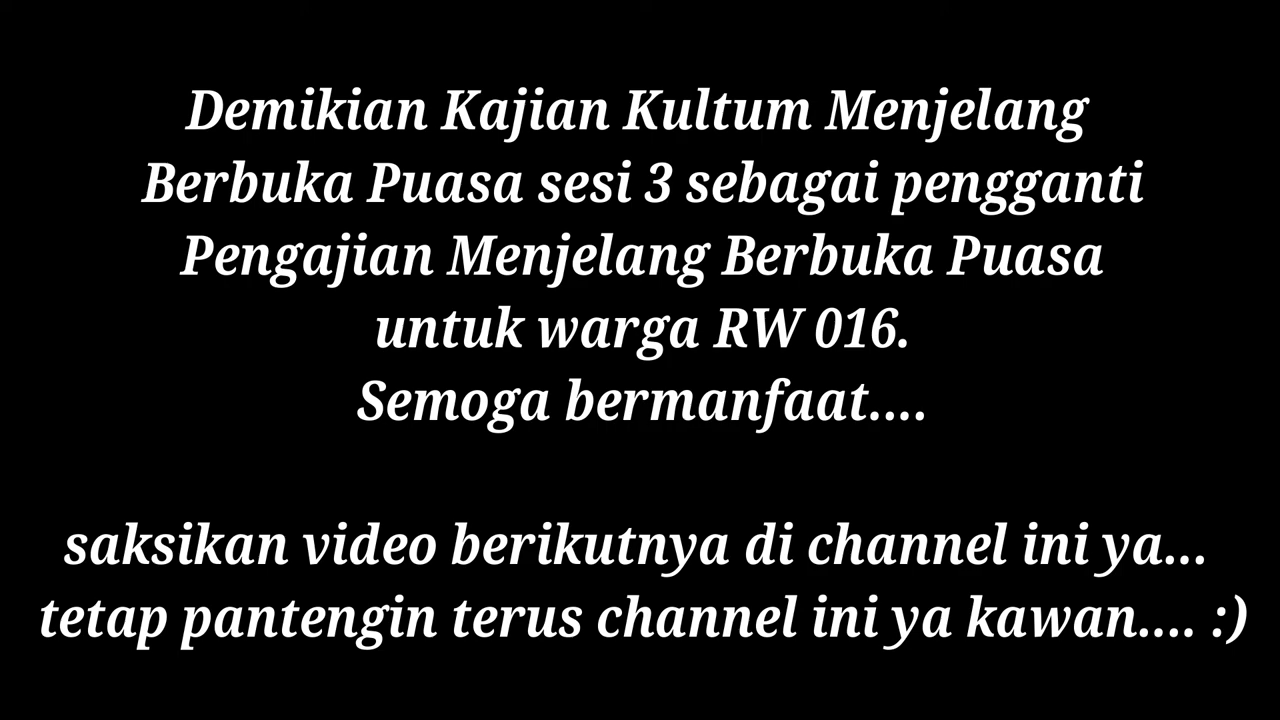 Demikian Kajian Kultum Menjelang
Berbuka Puasa sesi 3 sebagai pengganti
Pengajian Menjelang Berbuka Puasa
untuk warga RW 016.
Semoga bermanfaat....
saksikan video berikutnya di channel ini ya...
tetap pantengin terus channel ini ya kawan.... :)